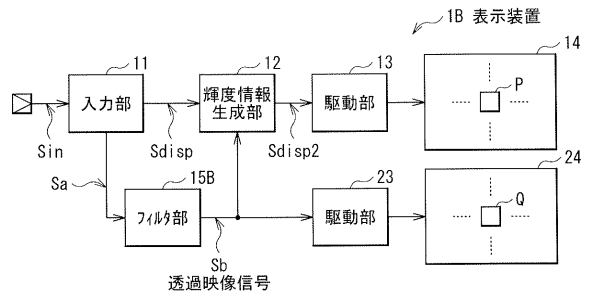 1B 表示装置
11
12
13
14
入力部
輝度情報
生成部
駆動部
P
Sin
Sdisp
Sdisp2
Sa
15B
23
24
フィルタ部
駆動部
Q
Sb
透過映像信号